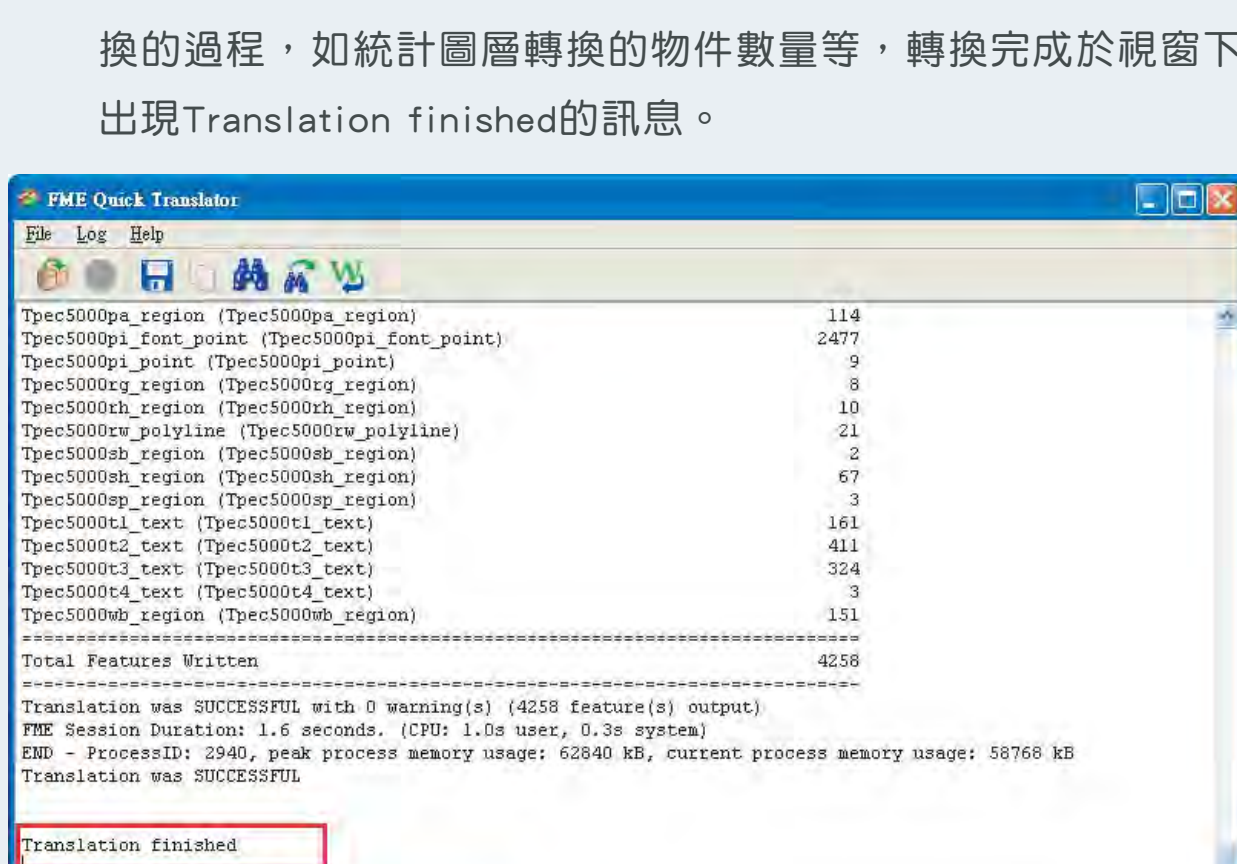 換的過程，如統計圖層轉換的物件數量等，轉換完成於視窗下
出現Translation finished的訊息。
FME Quick Translator
File Log Help
Tpec5000pa_region (Tpec5000pa_region) 114
Tpec5000pi_font_point (Tpec5000pi_font_point) 2477
Tpec5000pi_point (Tpec5000pi_point) 9
Tpec5000rg_region (Tpec5000rg_region) 8
Tpec5000rh_region (Tpec5000rh_region) 10
Tpec5000rw_polyline (Tpec5000rw_polyline) 21
Tpec5000sb_region (Tpec5000sb_region) 2
Tpec5000sh_region (Tpec5000sh_region) 67
Tpec5000sp_region (Tpec5000sp_region) 3
Tpec5000t1_text (Tpec5000t1_text) 161
Tpec5000t2_text (Tpec5000t2_text) 411
Tpec5000t3_text (Tpec5000t3_text) 324
Tpec5000t4_text (Tpec5000t4_text) 3
Tpec5000wb_region (Tpec5000wb_region) 151
==============================================================================
Total Features Written 4258
=-=-=-=-=-=-=-=-=-=-=-=-=-=-=-=-=-=-=-=-=-=-=-=-=-=-=-=-=-=-=-=-=-=-=-=-=-=-
Translation was SUCCESSFUL with 0 warning(s) (4258 feature(s) output)
FME Session Duration: 1.6 seconds. (CPU: 1.0s user, 0.3s system)
END - ProcessID: 2940, peak process memory usage: 62840 kB, current process memory usage: 58768 kB
Translation was SUCCESSFUL
Translation finished